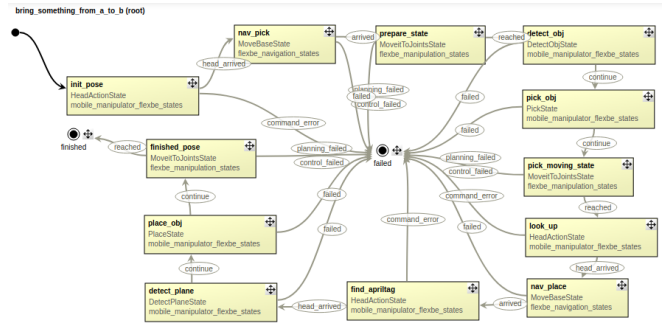 bring_something_from_a_to_b (root)
nav_pick
MoveBaseState
flexbe_navigation_states
arrived
prepare_state
MoveitToJointsState
flexbe_manipulation_states
reached
detect_obj
DetectObjState
mobile_manipulator_flexbe_states
head_arrived
init_pose
HeadActionState
mobile_manipulator_flexbe_states
planning_failed
failed
control_failed
continue
failed
pick_obj
PickState
mobile_manipulator_flexbe_states
command_error
failed
finished
reached
finished_pose
MoveitToJointsState
flexbe_manipulation_states
planning_failed
control_failed
failed
continue
planning_failed
control_failed
pick_moving_state
MoveitToJointsState
flexbe_manipulation_states
continue
failed
command_error
reached
place_obj
PlaceState
mobile_manipulator_flexbe_states
failed
command_error
failed
look_up
HeadActionState
mobile_manipulator_flexbe_states
continue
head_arrived
detect_plane
DetectPlaneState
mobile_manipulator_flexbe_states
head_arrived
find_apriltag
HeadActionState
mobile_manipulator_flexbe_states
arrived
nav_place
MoveBaseState
flexbe_navigation_states